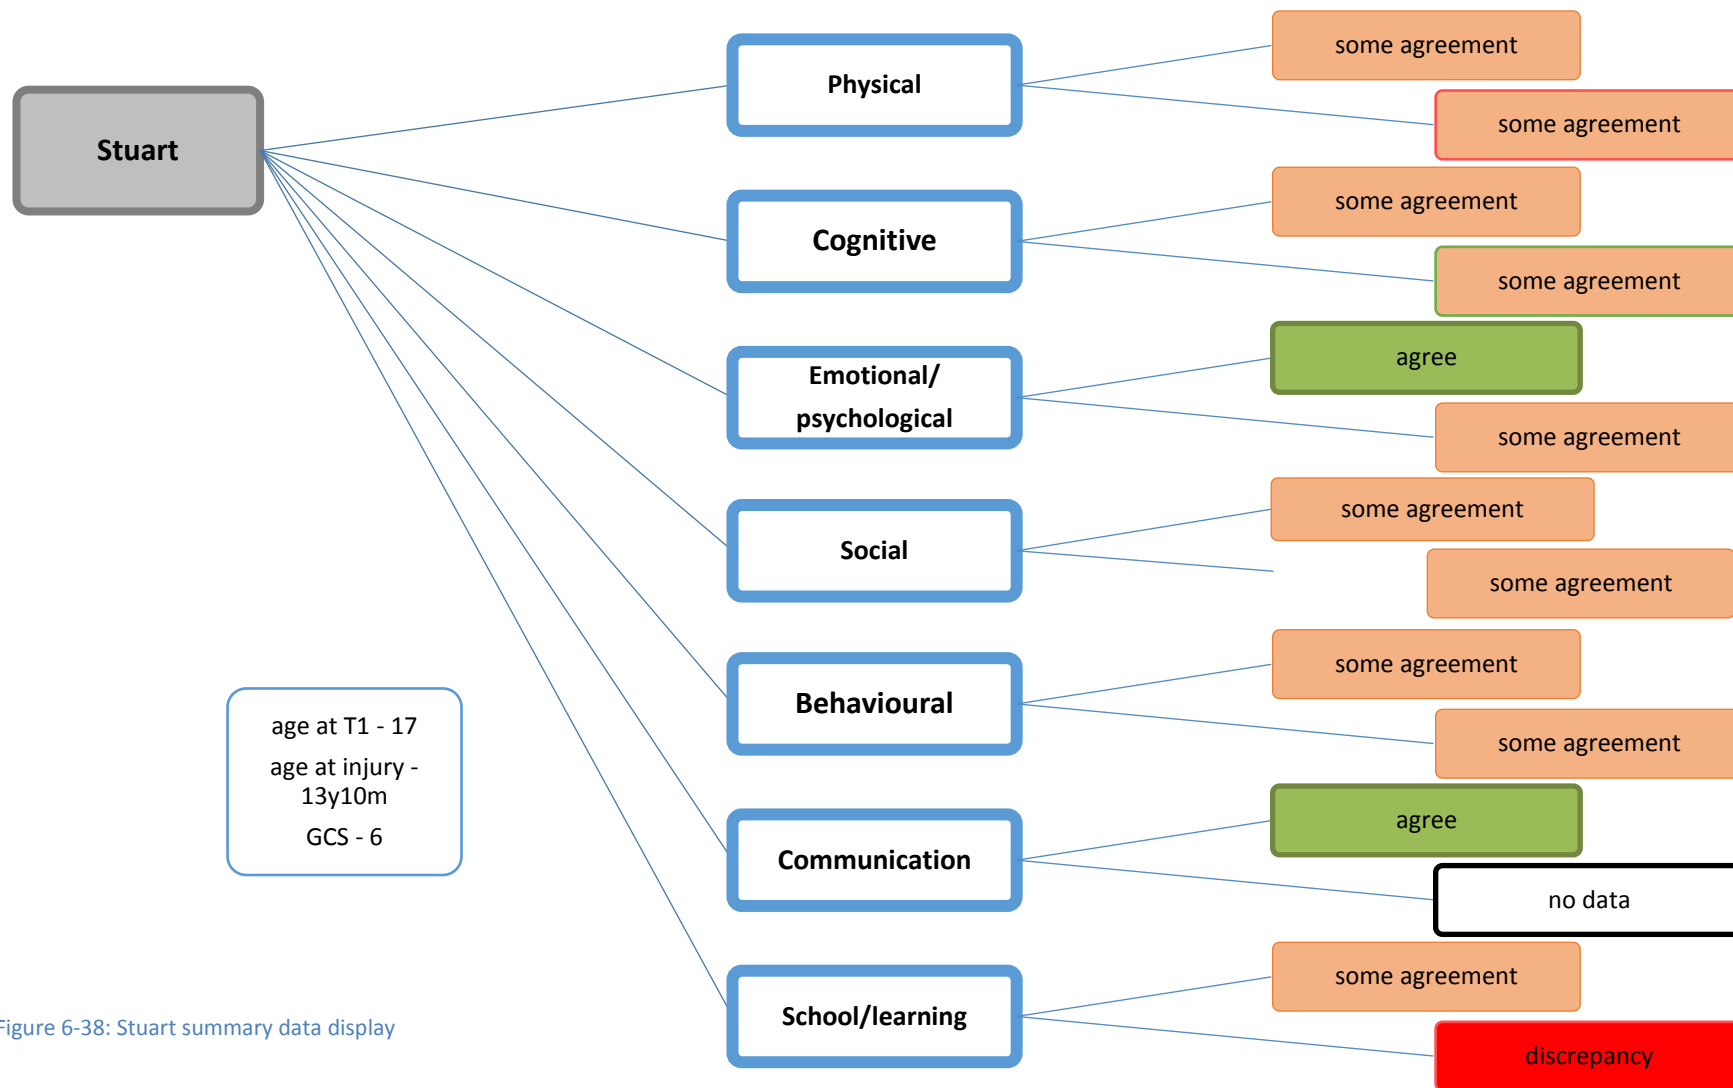 Stuart
Physical
some agreement
some agreement
Cognitive
some agreement
some agreement
Emotional/
psychological
agree
some agreement
Social
some agreement
some agreement
Behavioural
some agreement
some agreement
Communication
agree
no data
School/learning
some agreement
discrepancy
age at T1 - 17
age at injury -
13y10m
GCS - 6
Figure 6-38: Stuart summary data display